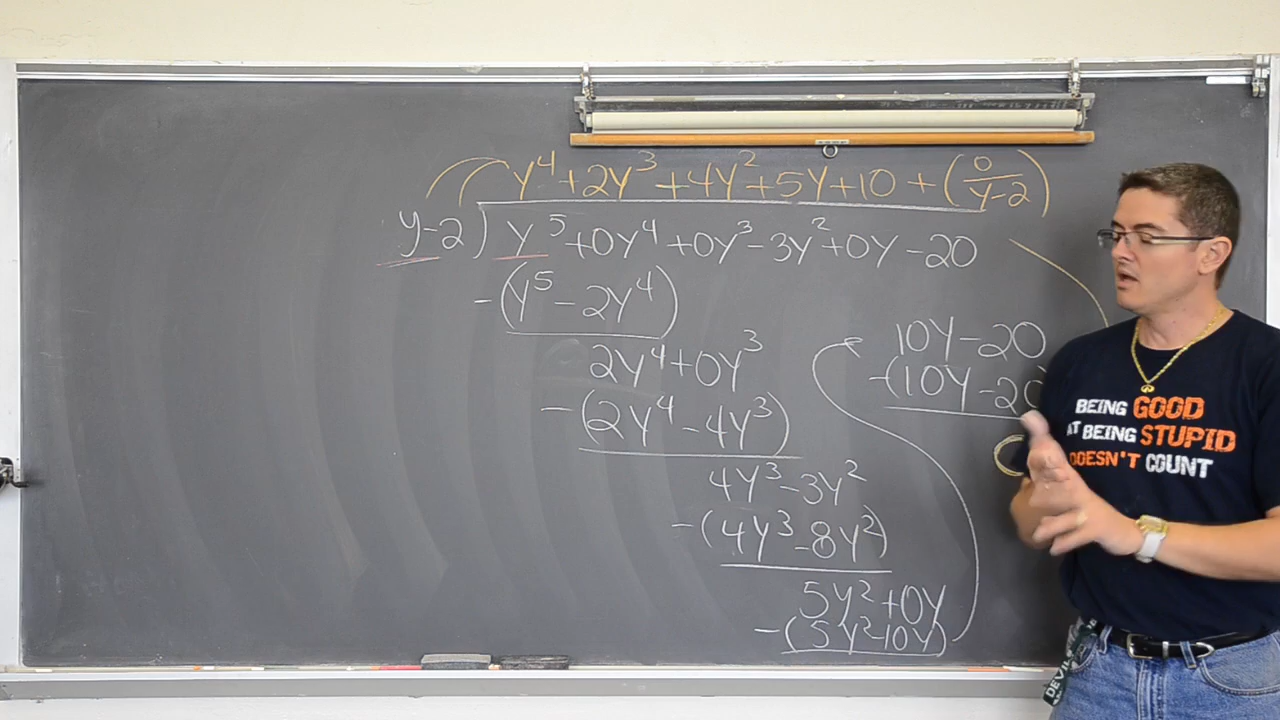 y⁴+2y³+4y²+5y+10+(0/y-2)
y-2)y⁵+0y⁴+0y³-3y²+0y-20
-(y⁵-2y⁴)
2y⁴+0y³
-(2y⁴-4y³)
4y³-3y²
-(4y³-8y²)
5y²+0y
-(5y²-10y)
10y-20
-(10y-20)
BEING GOOD
AT BEING STUPID
DOESN'T COUNT